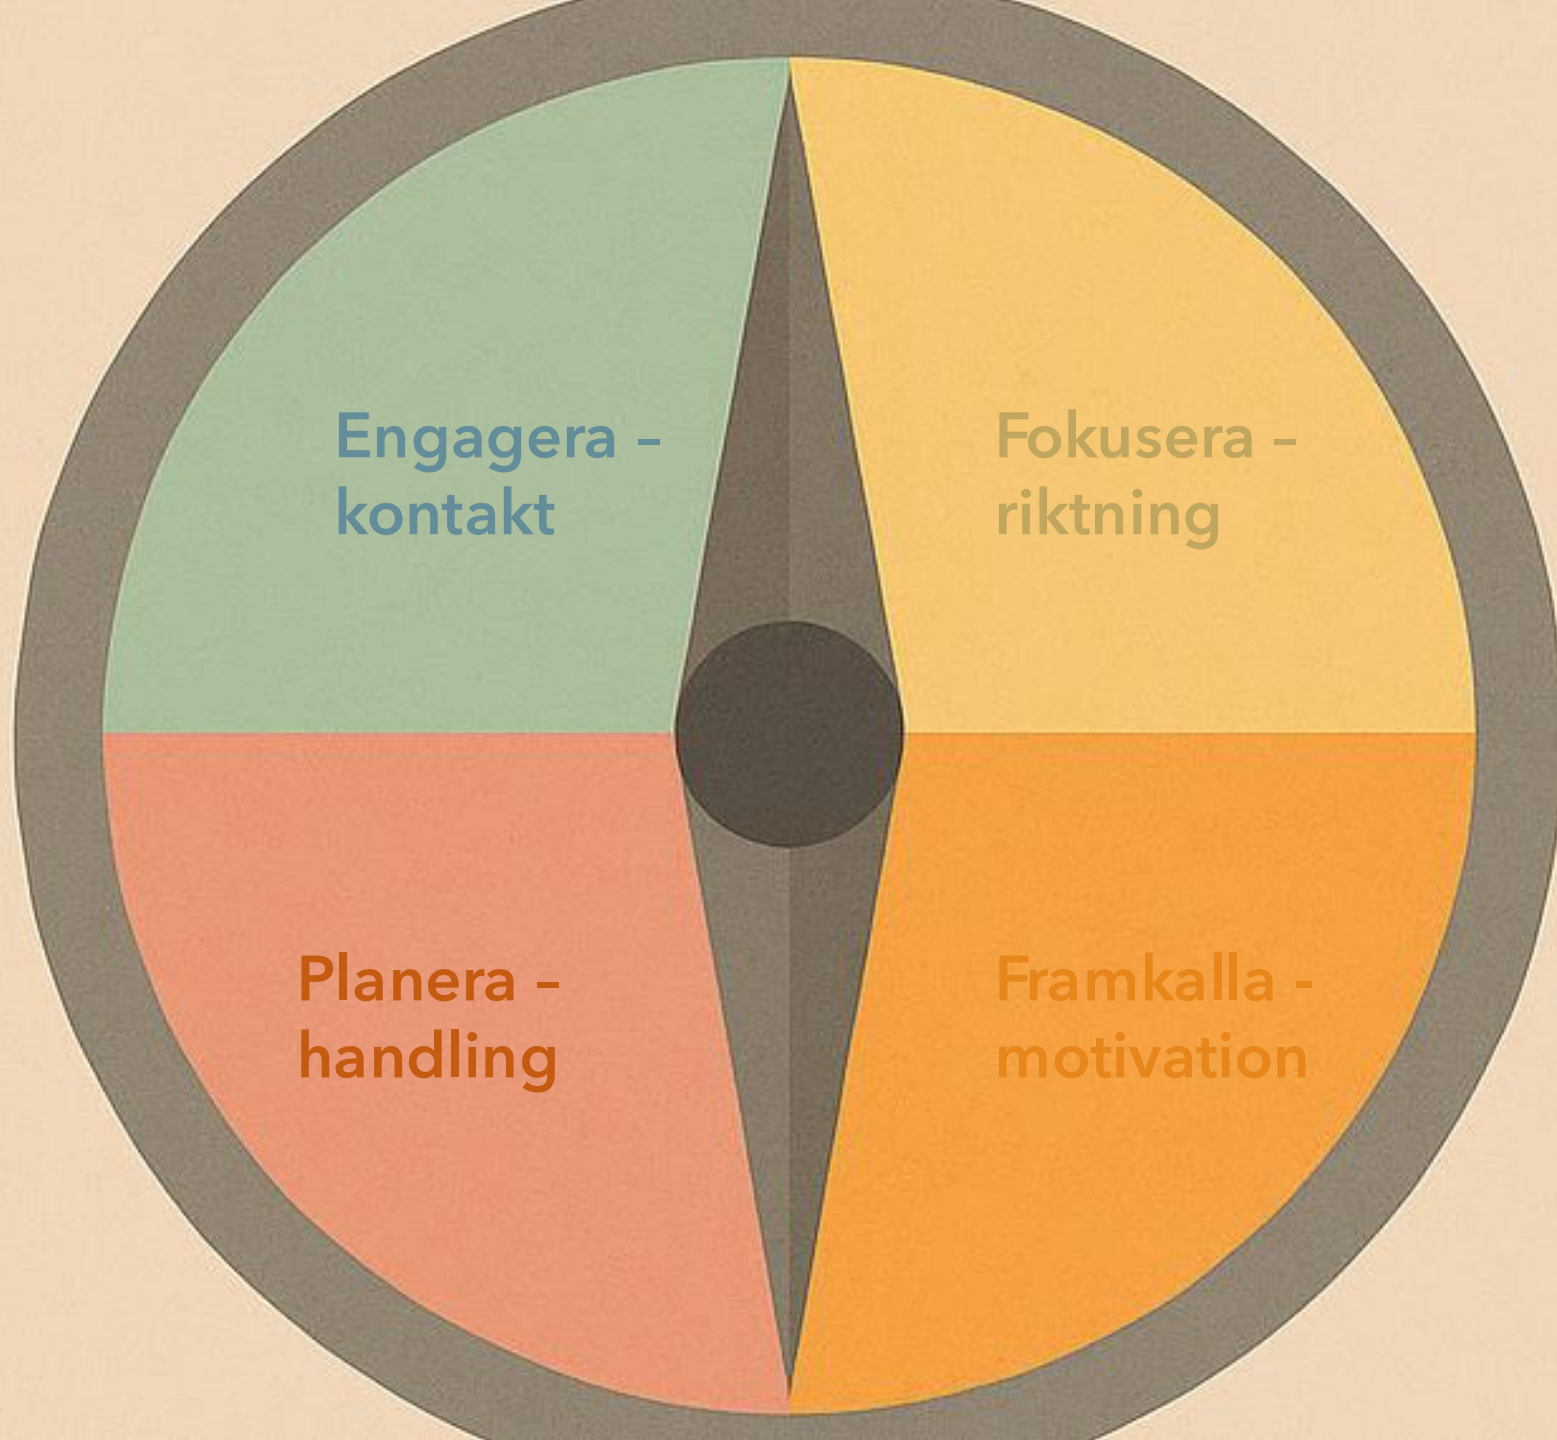 Engagera –
kontakt
Fokusera –
riktning
Planera –
handling
Framkalla -
motivation